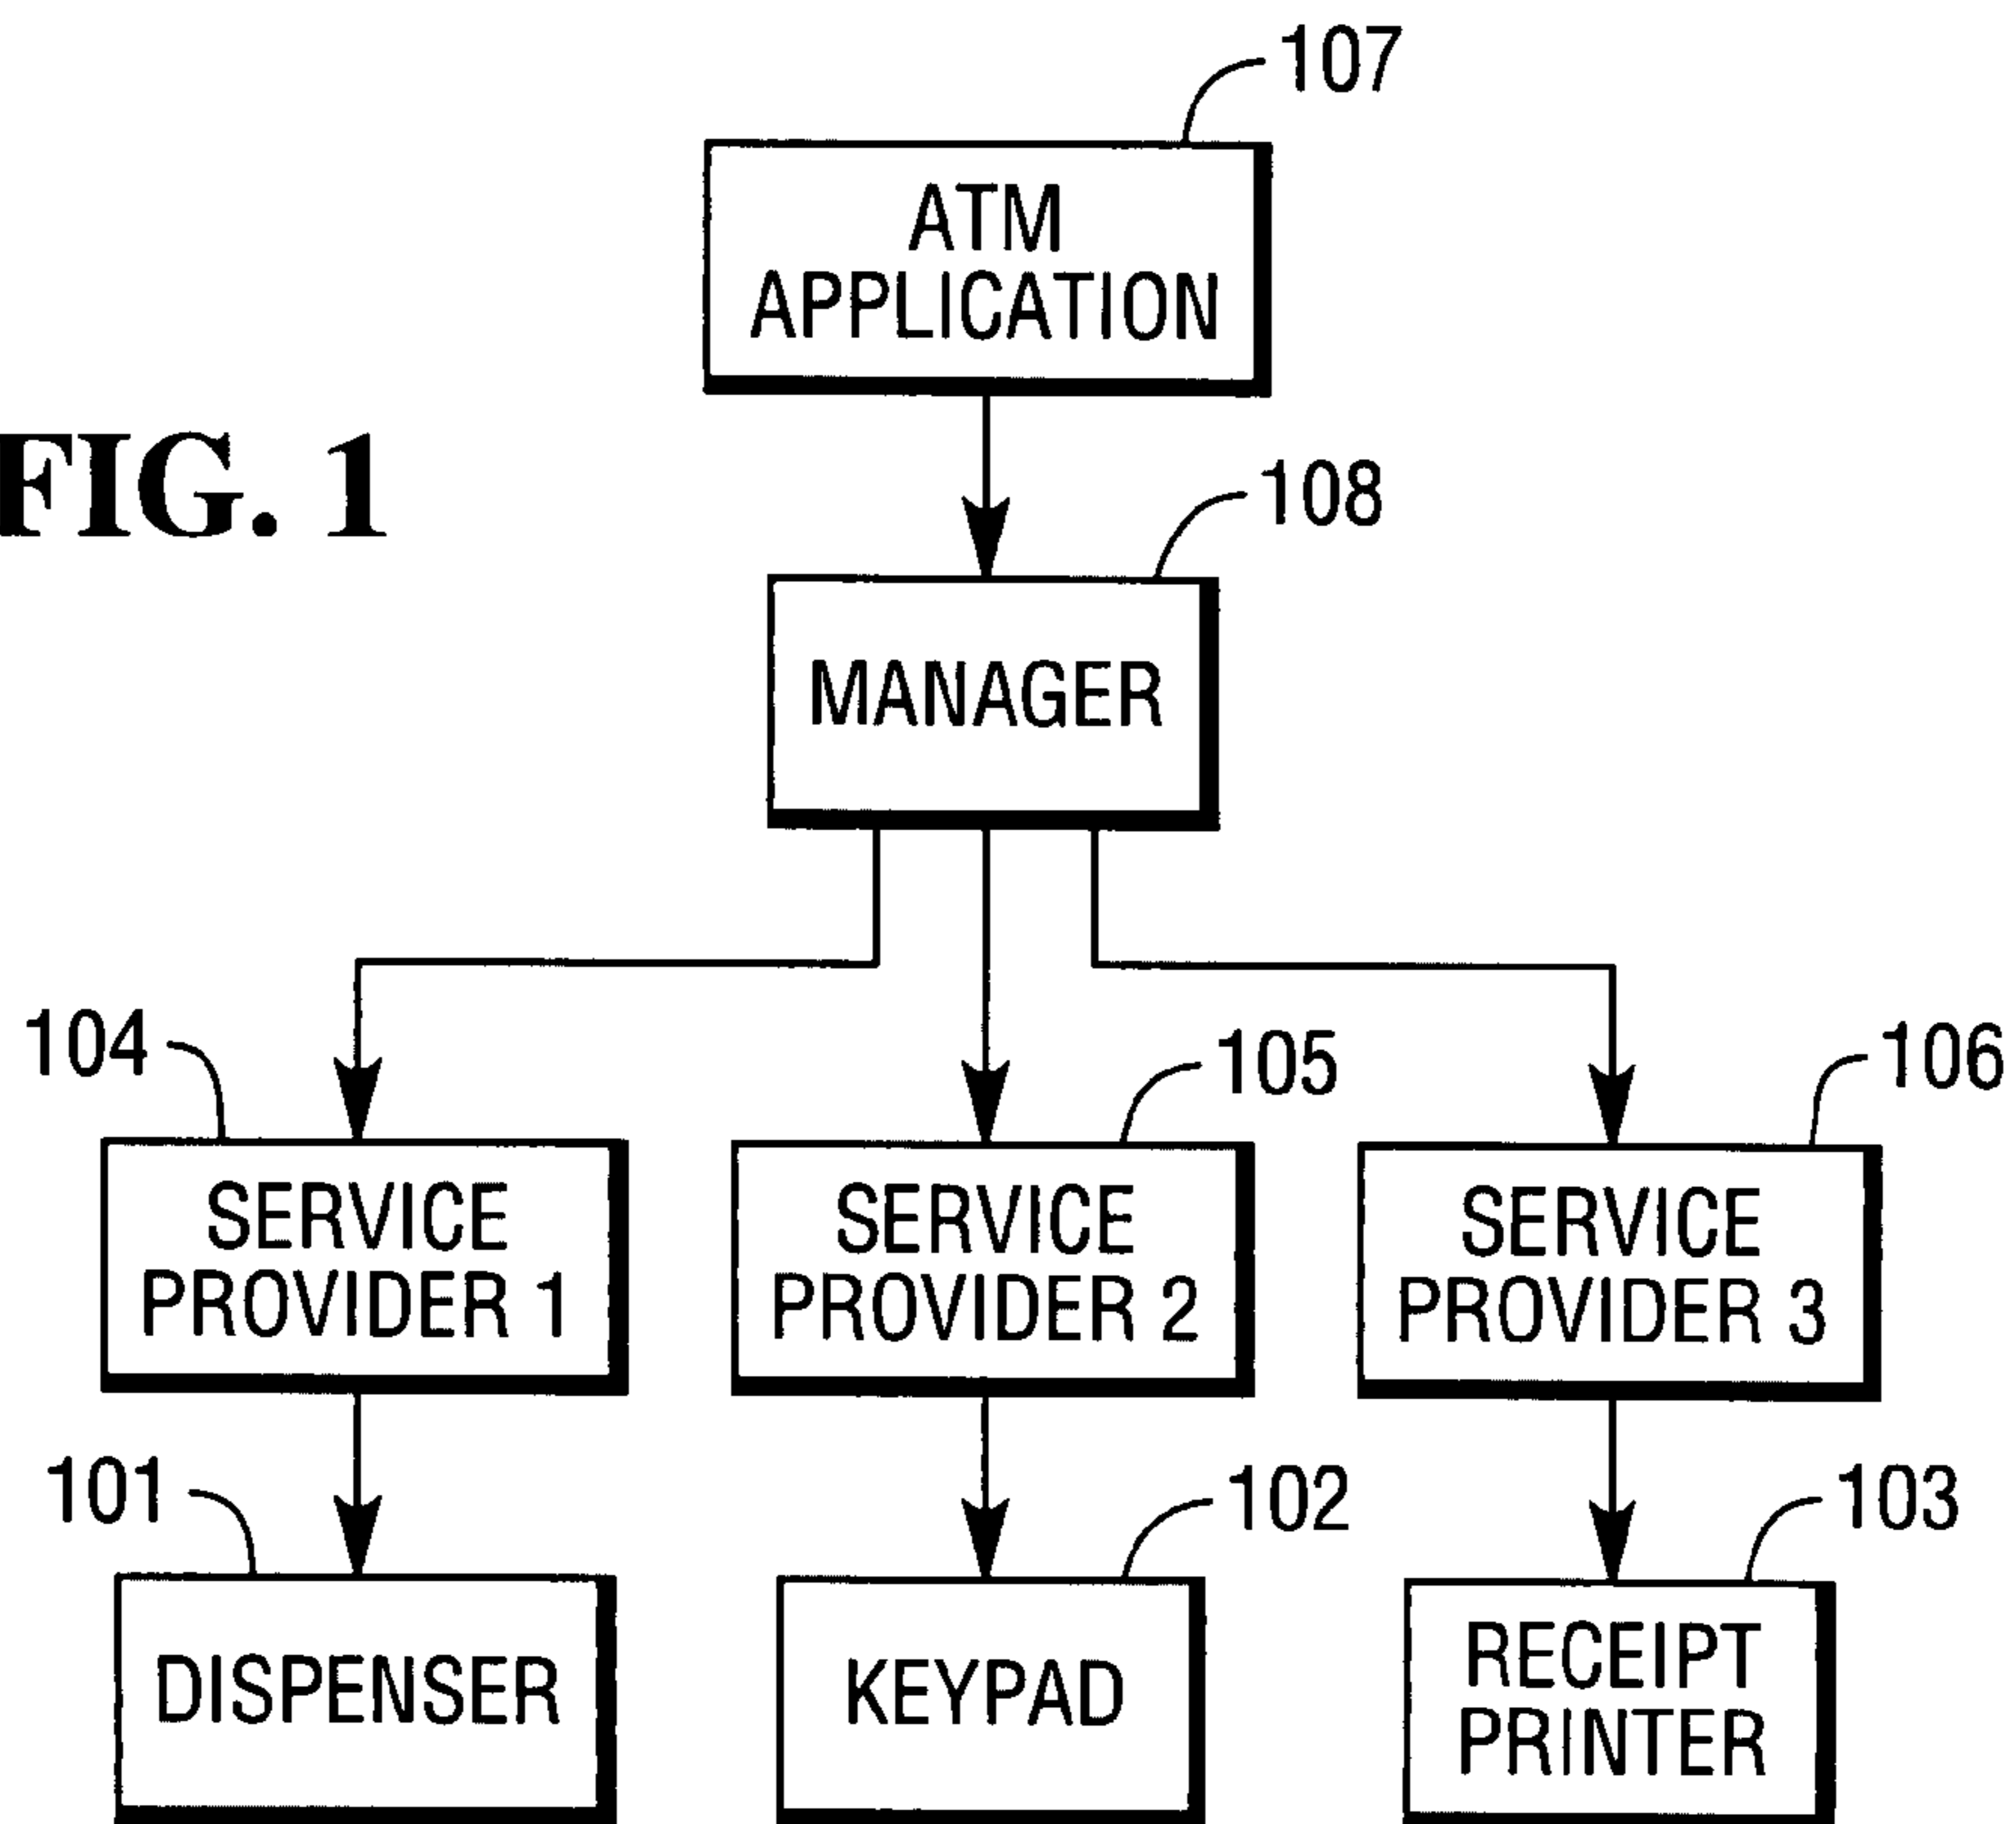 107
ATM
APPLICATION
FIG. 1
108
MANAGER
104
105
106
SERVICE
PROVIDER 1
SERVICE
PROVIDER 2
SERVICE
PROVIDER 3
101
102
103
DISPENSER
KEYPAD
RECEIPT
PRINTER